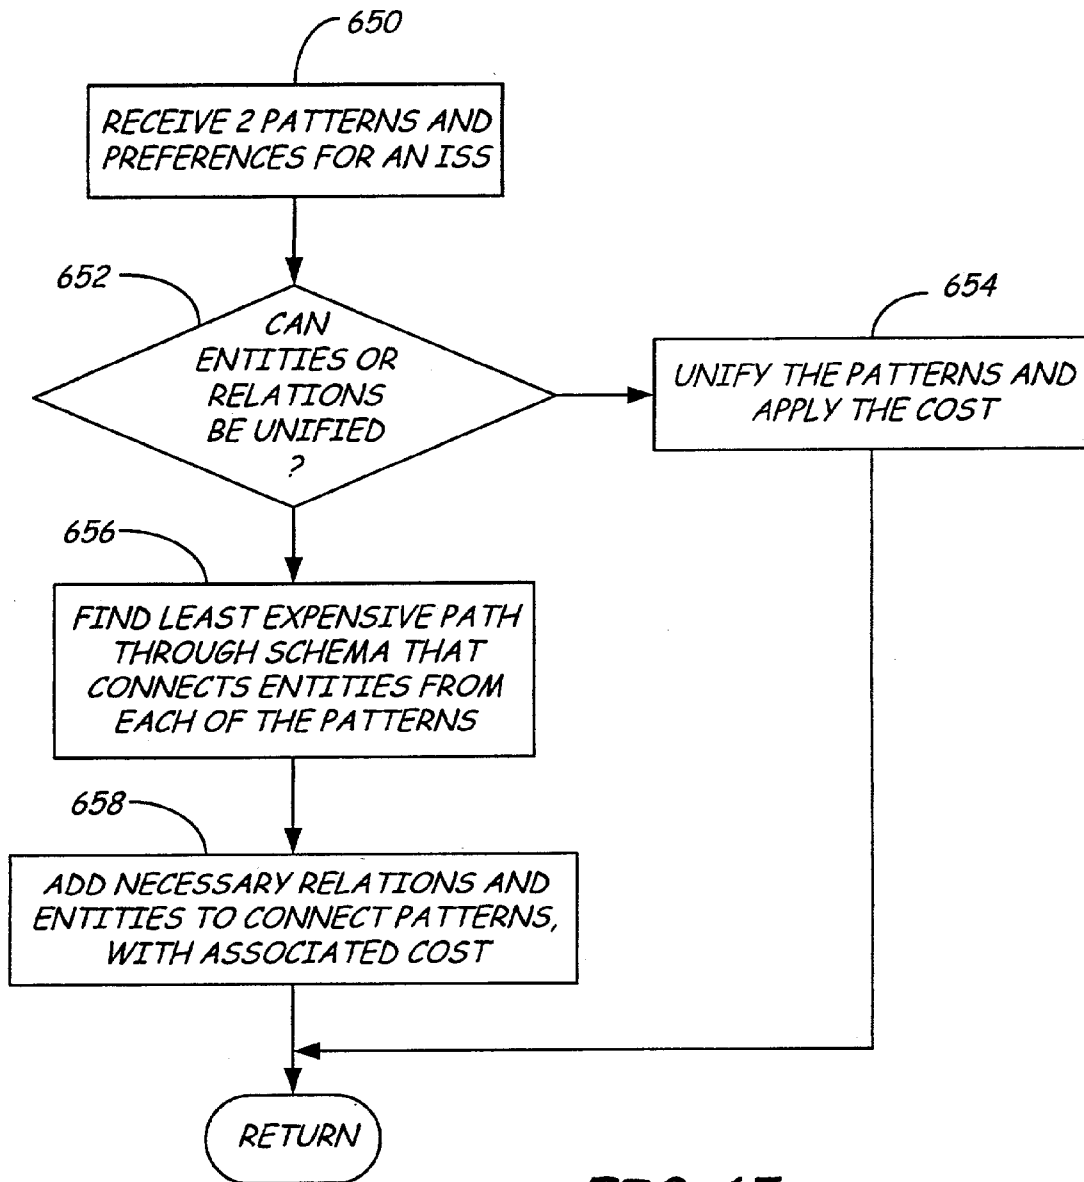 650
RECEIVE 2 PATTERNS AND
PREFERENCES FOR AN ISS
652
CAN
ENTITIES OR
RELATIONS
BE UNIFIED
?
654
UNIFY THE PATTERNS AND
APPLY THE COST
656
FIND LEAST EXPENSIVE PATH
THROUGH SCHEMA THAT
CONNECTS ENTITIES FROM
EACH OF THE PATTERNS
658
ADD NECESSARY RELATIONS AND
ENTITIES TO CONNECT PATTERNS,
WITH ASSOCIATED COST
RETURN